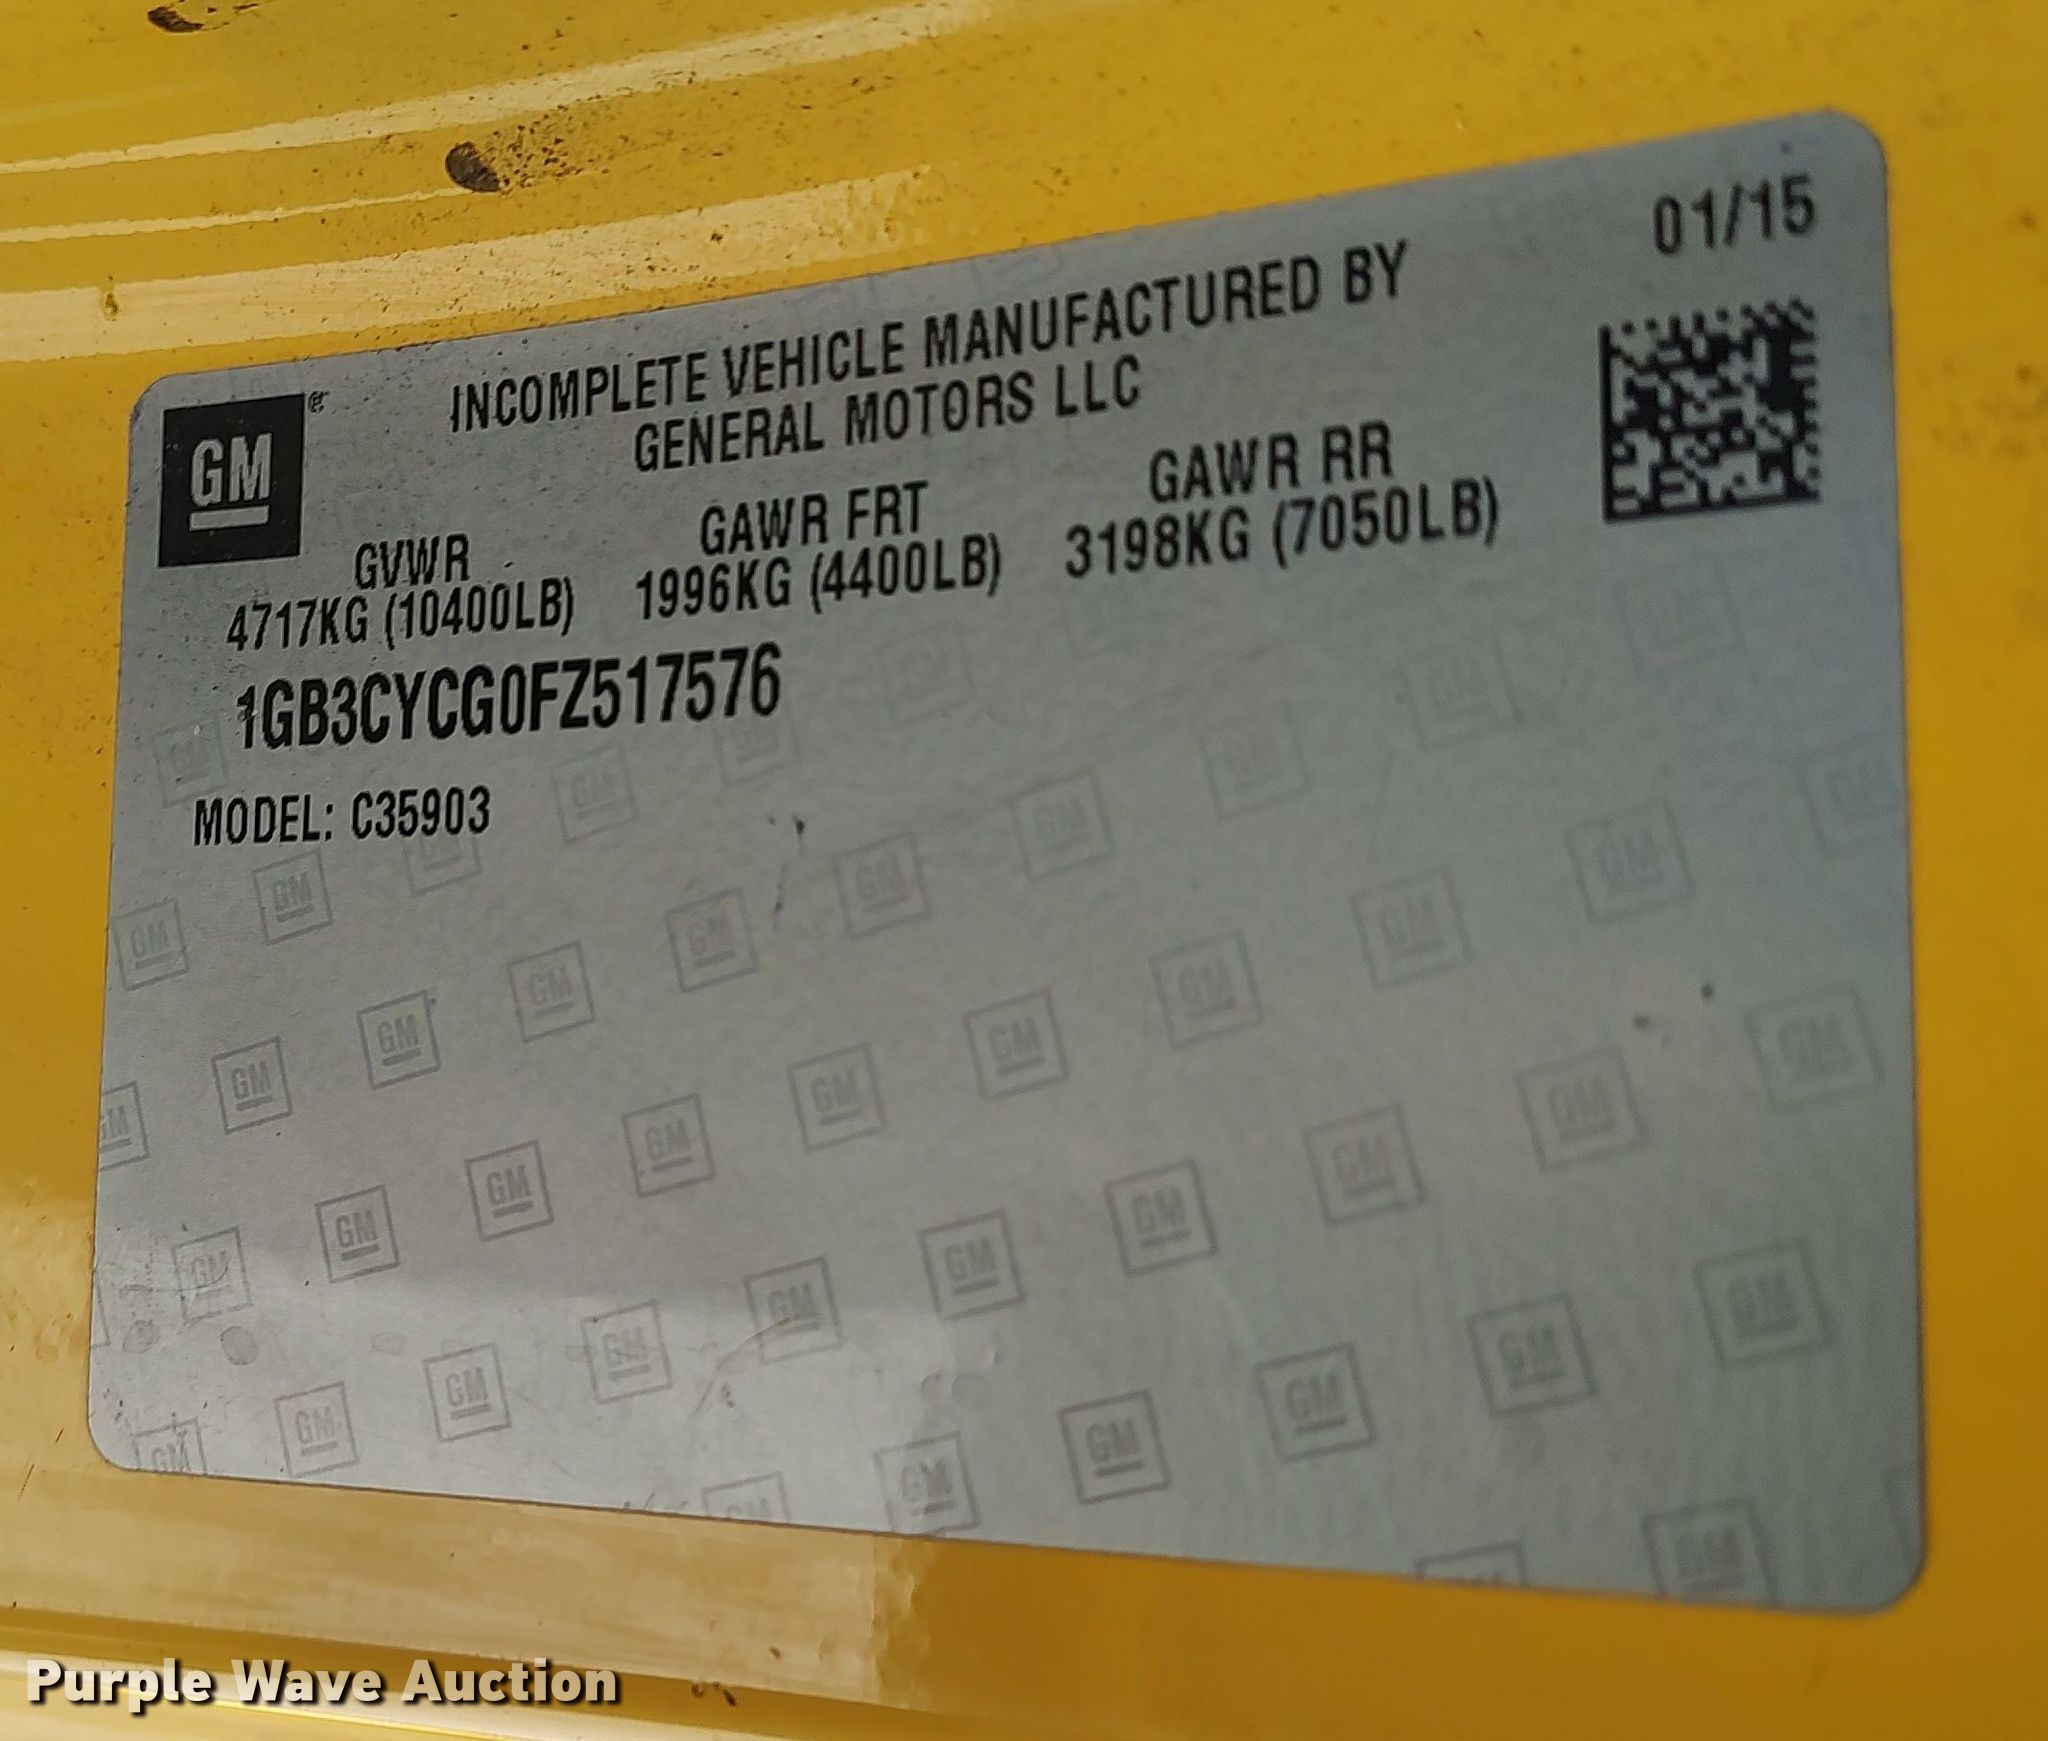 01/15
INCOMPLETE VEHICLE MANUFACTURED BY
GENERAL MOTORS LLC
GM
GVWR GAWR FRT GAWR RR
4717KG (10400LB) 1996KG (4400LB) 3198KG (7050LB)
1GB3CYCG0FZ517576
MODEL: C35903
Purple Wave Auction